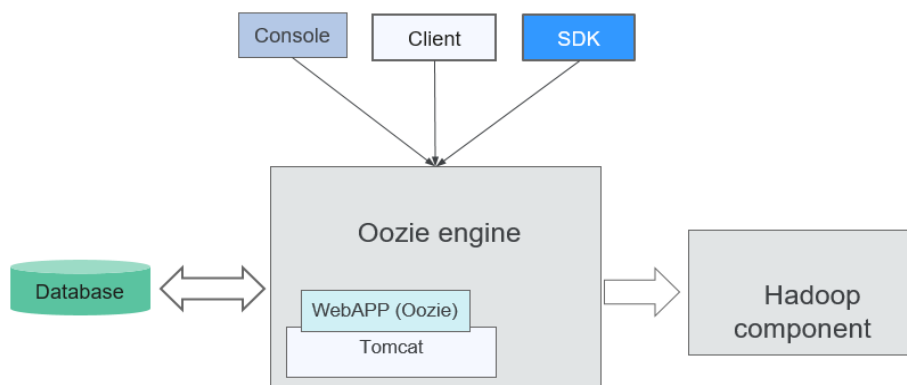 Console
Client
SDK
Oozie engine
Database
WebAPP (Oozie)
Tomcat
Hadoop
component